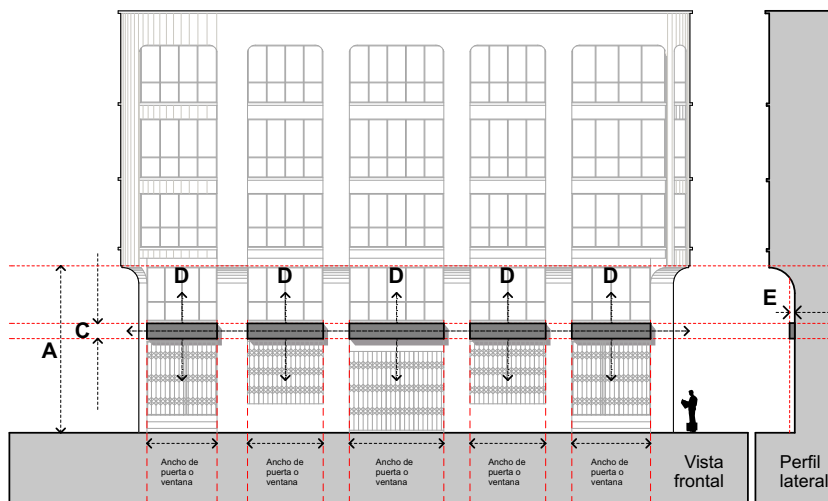 D D D D D
E
C
A
Ancho de
puerta o
ventana
Ancho de
puerta o
ventana
Ancho de
puerta o
ventana
Ancho de
puerta o
ventana
Ancho de
puerta o
ventana
Vista
frontal
Perfil
lateral